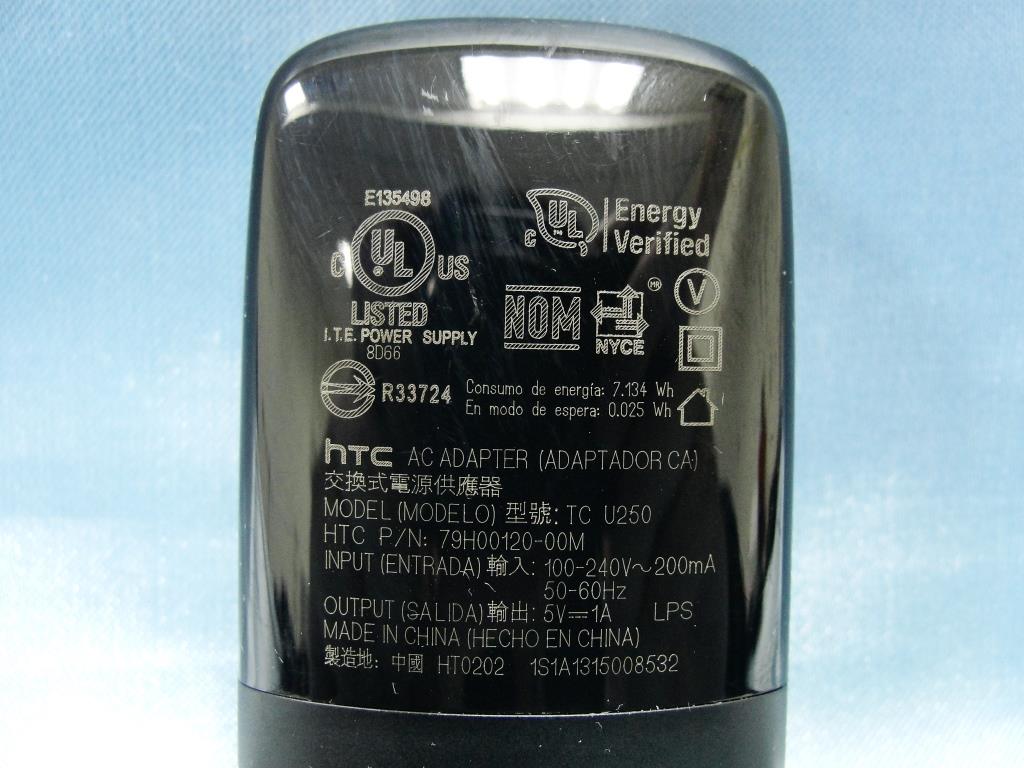 E135498
C UL US
LISTED
I.T.E. POWER SUPPLY
8D66
C UL Energy
Verified
NOM
NYCE
MR
V
R33724
Consumo de energía: 7.134 Wh
En modo de espera: 0.025 Wh
hTC AC ADAPTER (ADAPTADOR CA)
交換式電源供應器
MODEL (MODELO) 型號: TC U250
HTC P/N: 79H00120-00M
INPUT (ENTRADA) 輸入: 100-240V～200mA
50-60Hz
OUTPUT (SALIDA) 輸出: 5V⎓1A LPS
MADE IN CHINA (HECHO EN CHINA)
製造地: 中國 HT0202 1S1A1315008532